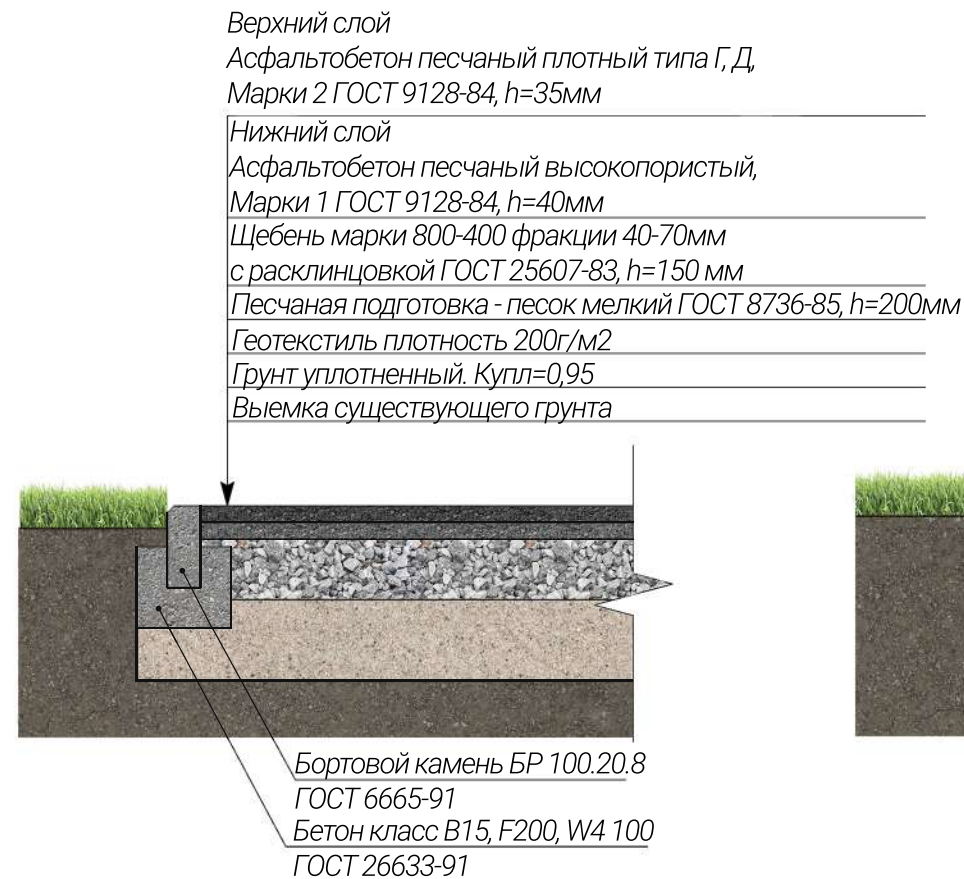 Верхний слой
Асфальтобетон песчаный плотный типа Г, Д,
Марки 2 ГОСТ 9128-84, h=35мм
Нижний слой
Асфальтобетон песчаный высокопористый,
Марки 1 ГОСТ 9128-84, h=40мм
Щебень марки 800-400 фракции 40-70мм
с расклинцовкой ГОСТ 25607-83, h=150 мм
Песчаная подготовка - песок мелкий ГОСТ 8736-85, h=200мм
Геотекстиль плотность 200г/м2
Грунт уплотненный. Купл=0,95
Выемка существующего грунта
Бортовой камень БР 100.20.8
ГОСТ 6665-91
Бетон класс В15, F200, W4 100
ГОСТ 26633-91